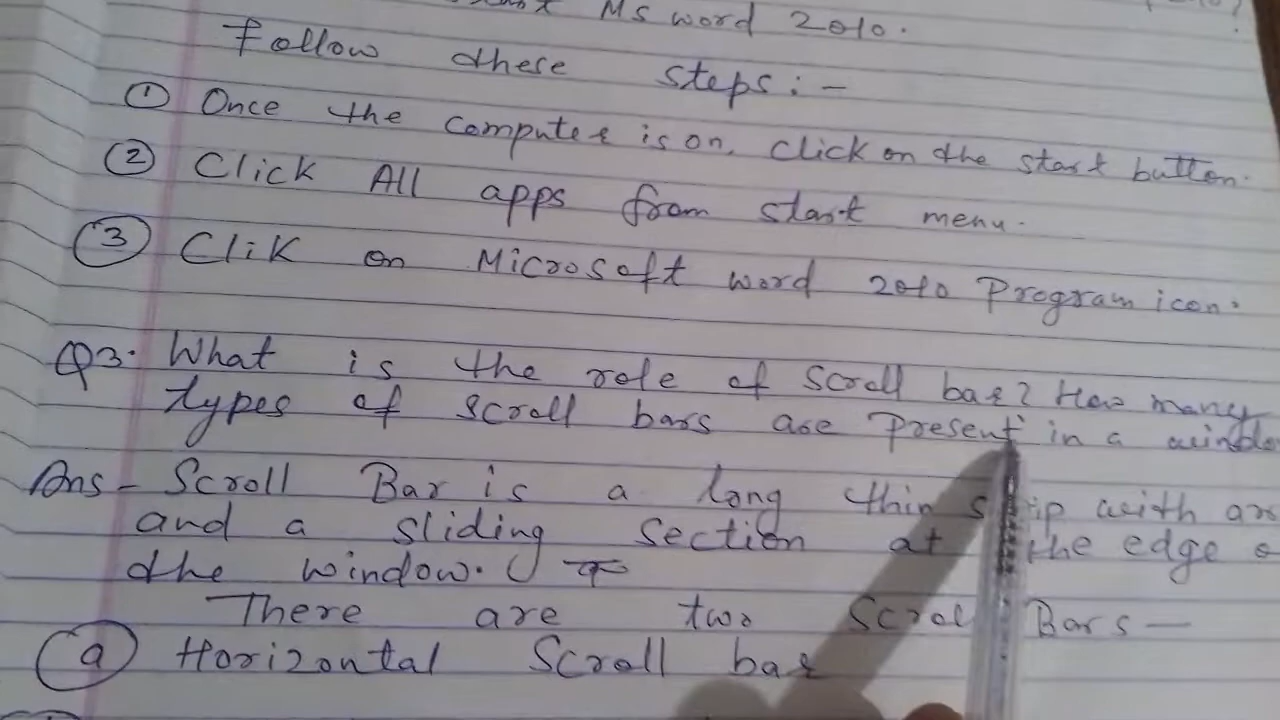 MS word 2010.
Follow these steps:-
① Once the computer is on, click on the start button.
② Click All apps from start menu.
③ Clik on Microsoft word 2010 Program icon.
Q3. What is the role of scroll bar? How many
types of scroll bars are present in a
Ans- Scroll Bar is a long thin with
and a sliding section at the edge
the window.
There are two Bars-
ⓐ Horizontal Scroll bar